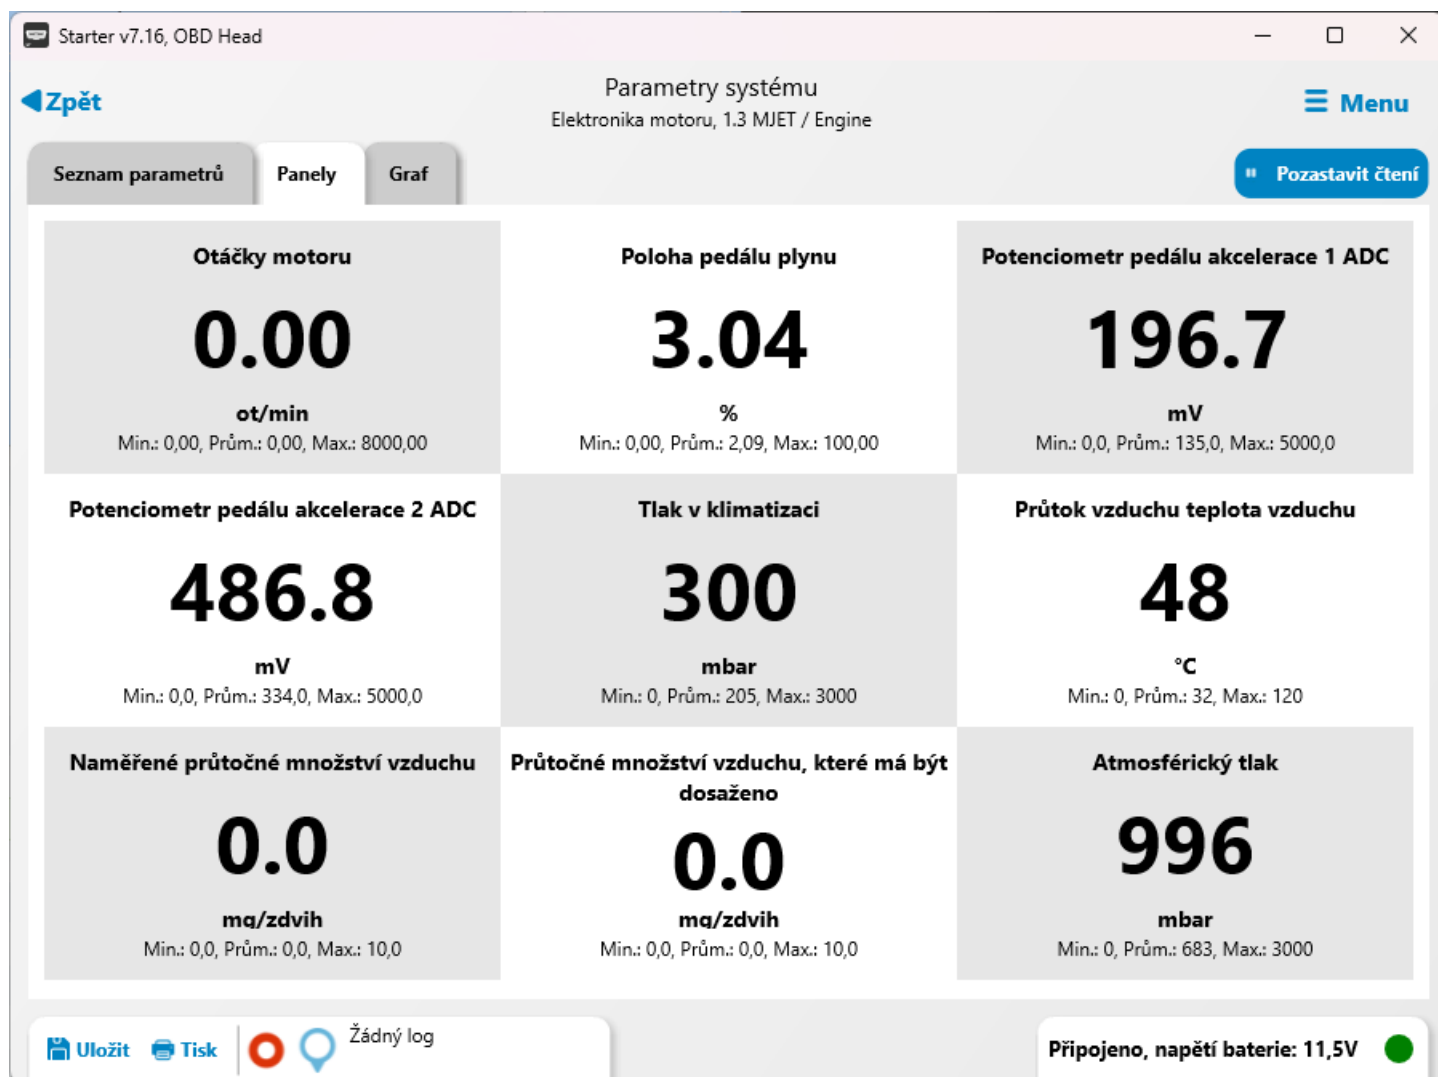 Starter v7.16, OBD Head
Zpět
Parametry systému
Elektronika motoru, 1.3 MJET / Engine
Menu
Seznam parametrů
Panely
Graf
Pozastavit čtení
Otáčky motoru
0.00
ot/min
Min.: 0,00, Prům.: 0,00, Max.: 8000,00
Poloha pedálu plynu
3.04
%
Min.: 0,00, Prům.: 2,09, Max.: 100,00
Potenciometr pedálu akcelerace 1 ADC
196.7
mV
Min.: 0,0, Prům.: 135,0, Max.: 5000,0
Potenciometr pedálu akcelerace 2 ADC
486.8
mV
Min.: 0,0, Prům.: 334,0, Max.: 5000,0
Tlak v klimatizaci
300
mbar
Min.: 0, Prům.: 205, Max.: 3000
Průtok vzduchu teplota vzduchu
48
°C
Min.: 0, Prům.: 32, Max.: 120
Naměřené průtočné množství vzduchu
0.0
mg/zdvih
Min.: 0,0, Prům.: 0,0, Max.: 10,0
Průtočné množství vzduchu, které má být
dosaženo
0.0
mg/zdvih
Min.: 0,0, Prům.: 0,0, Max.: 10,0
Atmosférický tlak
996
mbar
Min.: 0, Prům.: 683, Max.: 3000
Uložit
Tisk
Žádný log
Připojeno, napětí baterie: 11,5V